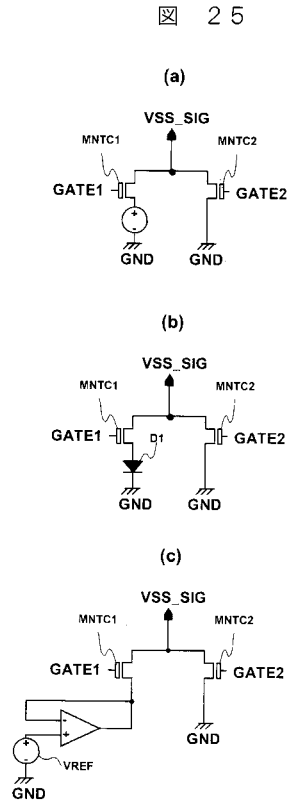 図 25
(a)
VSS_SIG
MNTC1
MNTC2
GATE1
GATE2
+
-
GND
GND
(b)
VSS_SIG
MNTC1
MNTC2
GATE1
GATE2
D1
GND
GND
(c)
VSS_SIG
MNTC1
MNTC2
GATE1
GATE2
-
+
+
-
VREF
GND
GND